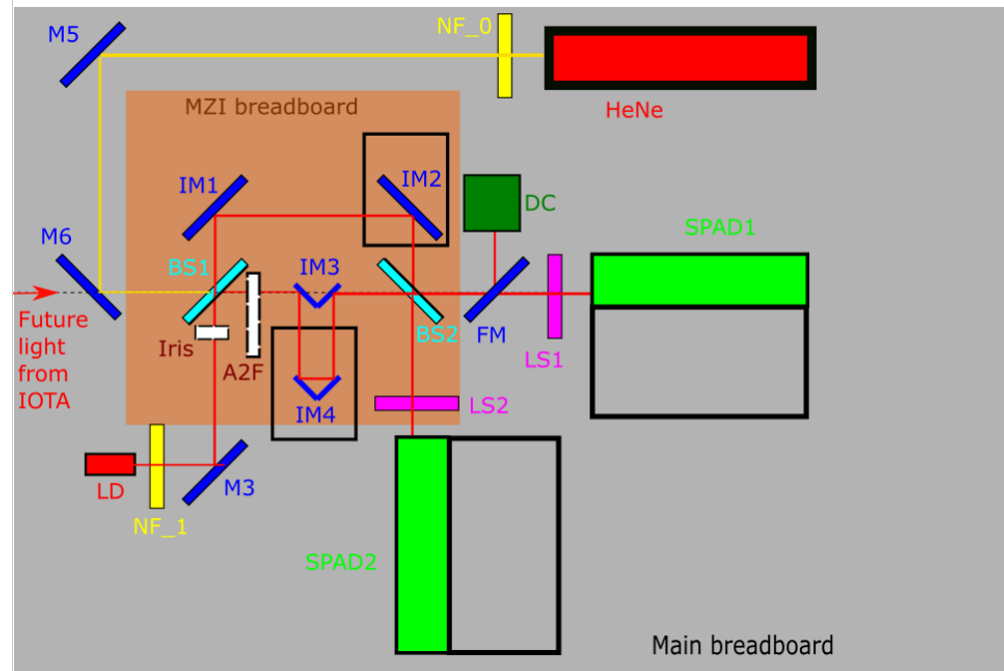 M5
NF_0
HeNe
MZI breadboard
IM1
IM2
DC
SPAD1
M6
BS1
IM3
BS2
FM
LS1
Future
light
from
IOTA
Iris
A2F
IM4
LS2
LD
M3
NF_1
SPAD2
Main breadboard